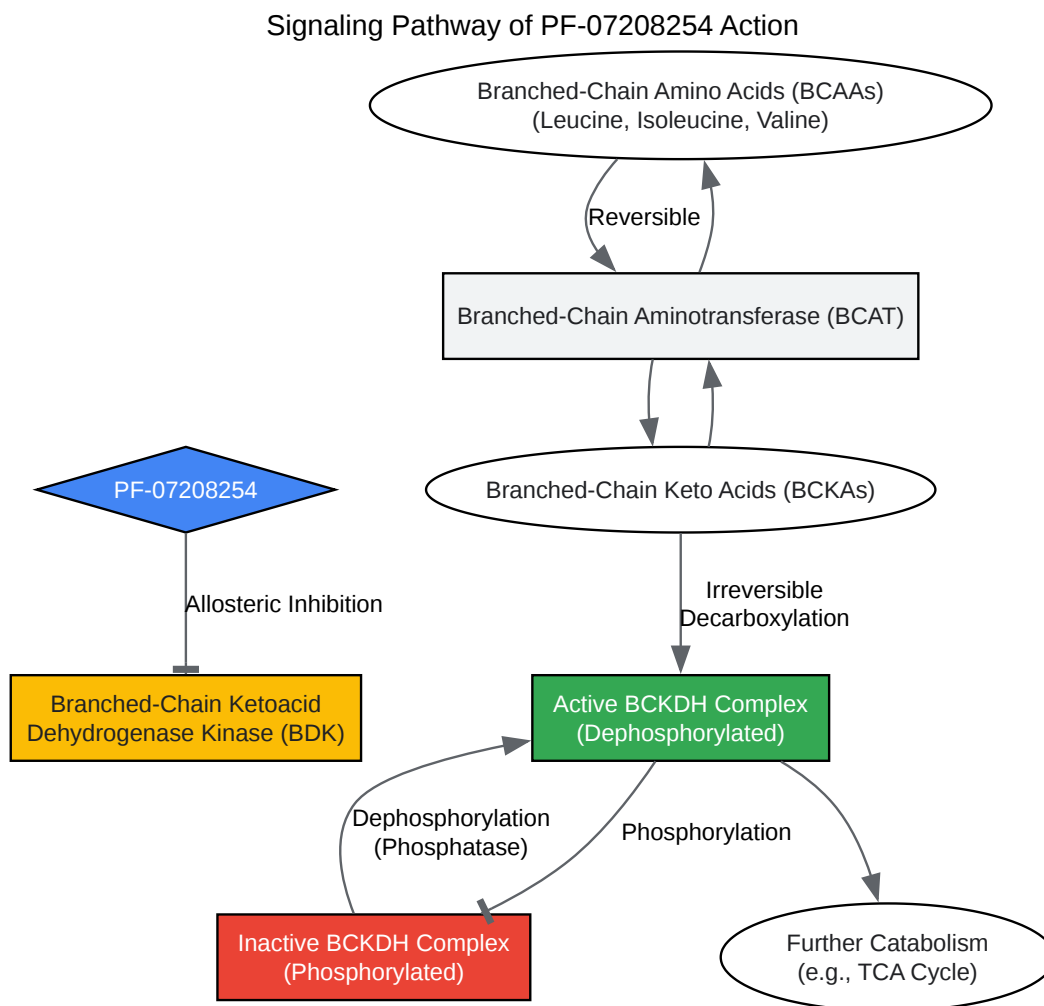 Signaling Pathway of PF-07208254 Action
Branched-Chain Amino Acids (BCAAs)
(Leucine, Isoleucine, Valine)
Reversible
Branched-Chain Aminotransferase (BCAT)
PF-07208254
Branched-Chain Keto Acids (BCKAs)
Allosteric Inhibition
Irreversible
Decarboxylation
Branched-Chain Ketoacid
Dehydrogenase Kinase (BDK)
Active BCKDH Complex
(Dephosphorylated)
Dephosphorylation
(Phosphatase)
Phosphorylation
Inactive BCKDH Complex
(Phosphorylated)
Further Catabolism
(e.g., TCA Cycle)